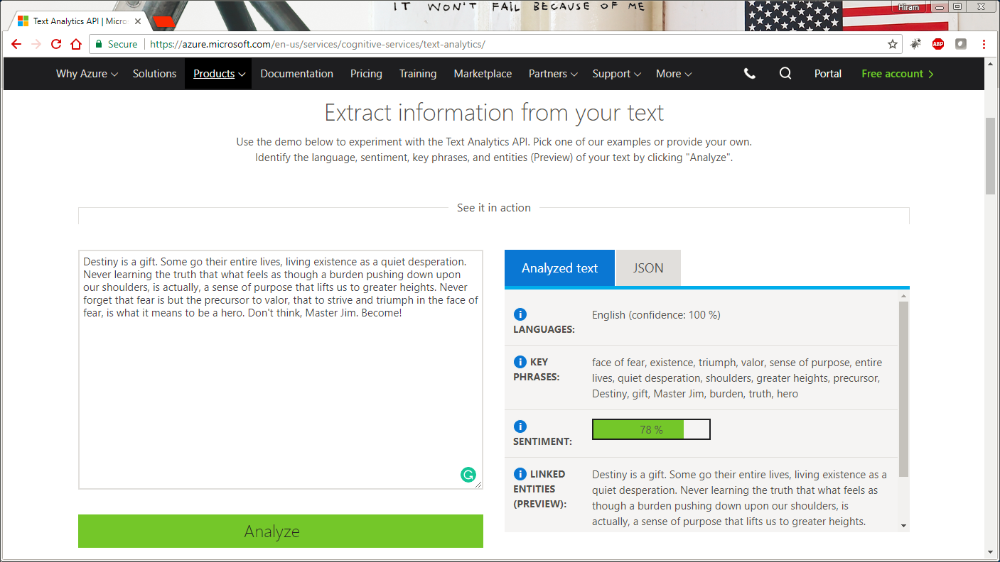 IT WON'T FAIL BECAUSE OF ME
Hiram
Text Analytics API | Micro
Secure
https://azure.microsoft.com/en-us/services/cognitive-services/text-analytics/
ABP
Why Azure Solutions Products Documentation Pricing Training Marketplace Partners Support More Portal Free account
Extract information from your text
Use the demo below to experiment with the Text Analytics API. Pick one of our examples or provide your own.
Identify the language, sentiment, key phrases, and entities (Preview) of your text by clicking "Analyze".
See it in action
Destiny is a gift. Some go their entire lives, living existence as a quiet desperation.
Never learning the truth that what feels as though a burden pushing down upon
our shoulders, is actually, a sense of purpose that lifts us to greater heights. Never
forget that fear is but the precursor to valor, that to strive and triumph in the face of
fear, is what it means to be a hero. Don't think, Master Jim. Become!
Analyze
Analyzed text JSON
LANGUAGES:
English (confidence: 100 %)
KEY
PHRASES:
face of fear, existence, triumph, valor, sense of purpose, entire
lives, quiet desperation, shoulders, greater heights, precursor,
Destiny, gift, Master Jim, burden, truth, hero
SENTIMENT:
78 %
LINKED
ENTITIES
(PREVIEW):
Destiny is a gift. Some go their entire lives, living existence as a
quiet desperation. Never learning the truth that what feels as
though a burden pushing down upon our shoulders, is
actually, a sense of purpose that lifts us to greater heights.